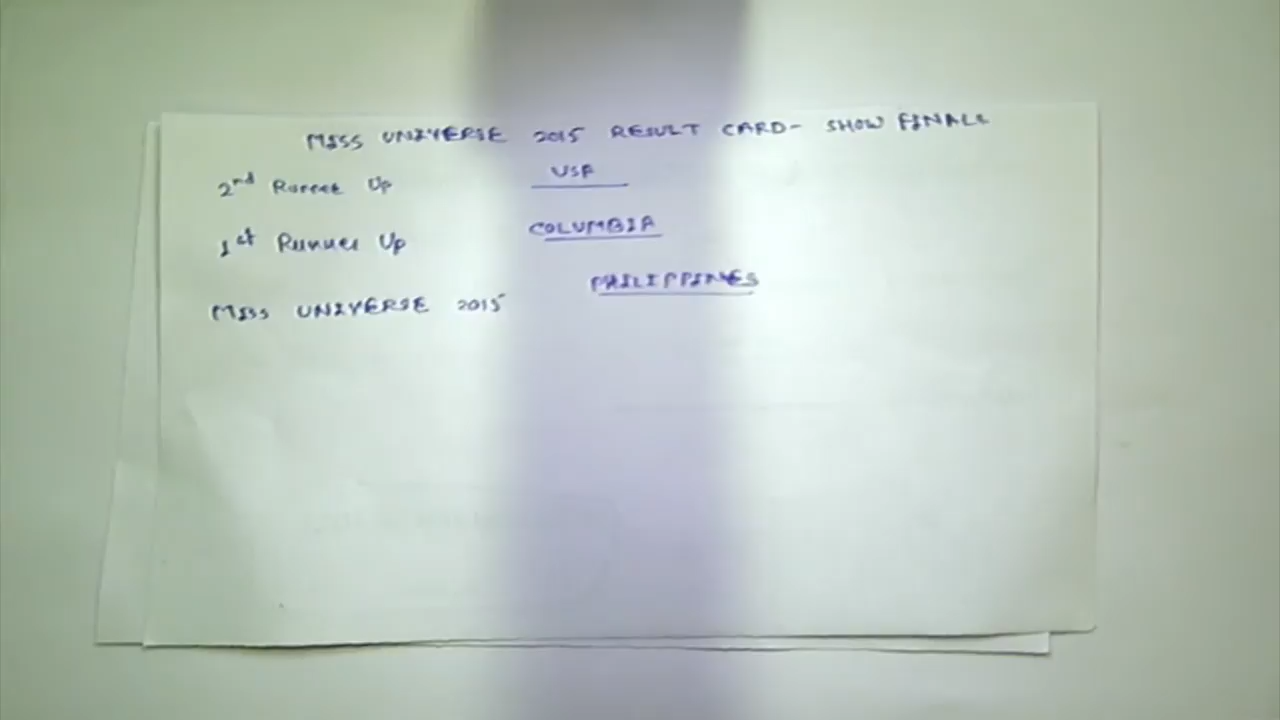 MISS UNIVERSE 2015 RESULT CARD- SHOW FINALE
2nd Runner Up USA
1st Runner Up COLUMBIA
MISS UNIVERSE 2015 PHILIPPINES